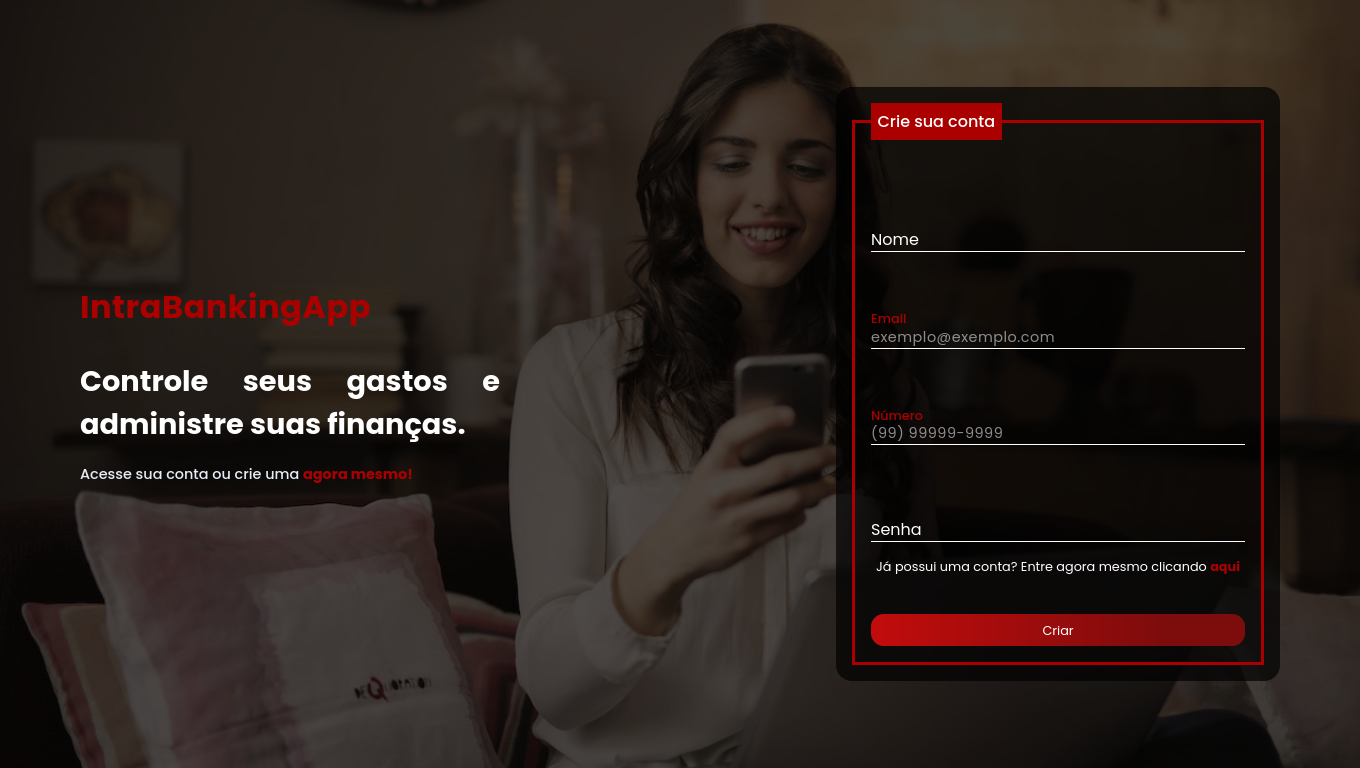 IntraBankingApp
Controle seus gastos e
administre suas finanças.
Acesse sua conta ou crie uma agora mesmo!
Crie sua conta
Nome
Email
exemplo@exemplo.com
Número
(99) 99999-9999
Senha
Já possui uma conta? Entre agora mesmo clicando aqui
Criar